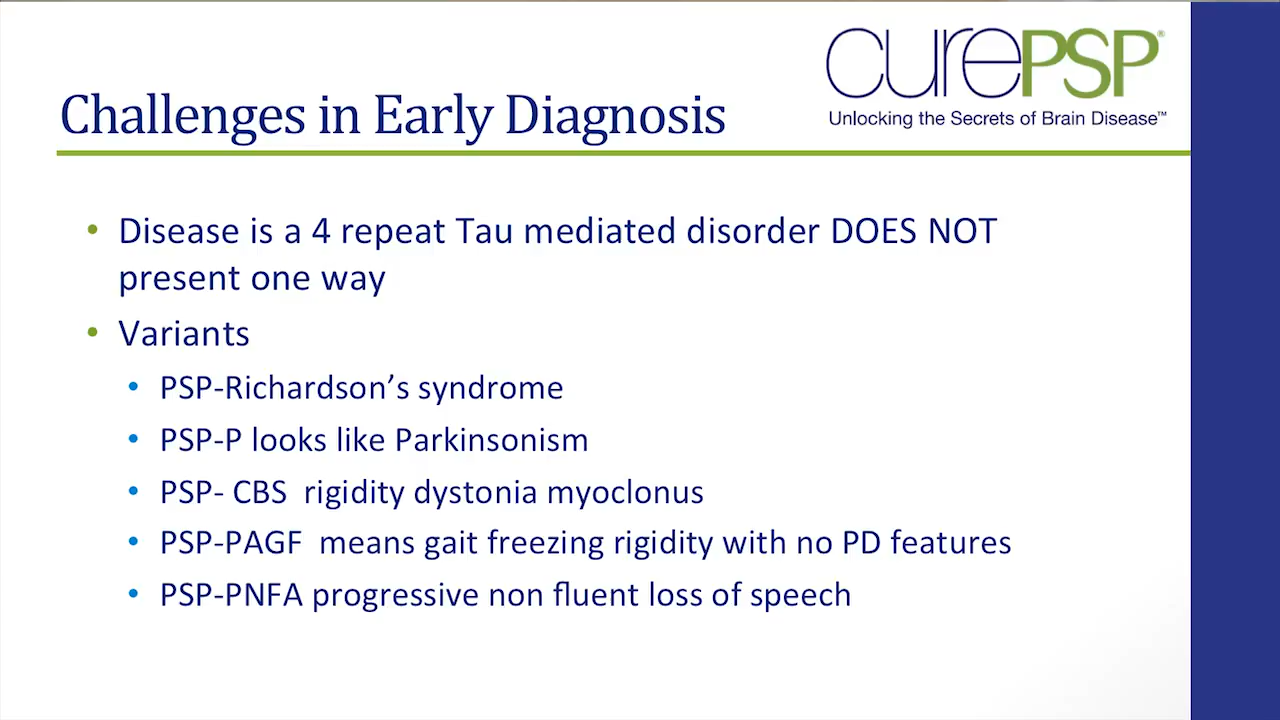 curePSP®
Unlocking the Secrets of Brain Disease™
Challenges in Early Diagnosis
• Disease is a 4 repeat Tau mediated disorder DOES NOT
present one way
• Variants
• PSP-Richardson’s syndrome
• PSP-P looks like Parkinsonism
• PSP- CBS  rigidity dystonia myoclonus
• PSP-PAGF  means gait freezing rigidity with no PD features
• PSP-PNFA progressive non fluent loss of speech